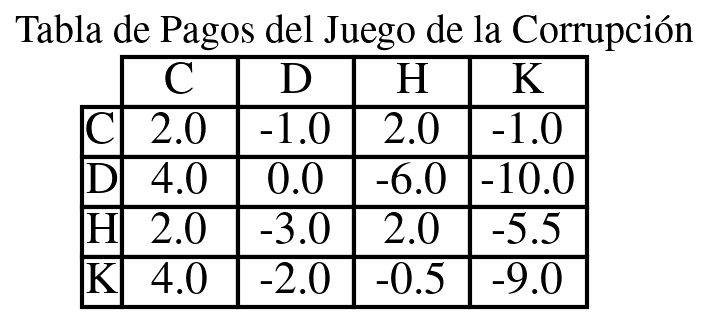 Tabla de Pagos del Juego de la Corrupción
C D H K
C 2.0 -1.0 2.0 -1.0
D 4.0 0.0 -6.0 -10.0
H 2.0 -3.0 2.0 -5.5
K 4.0 -2.0 -0.5 -9.0